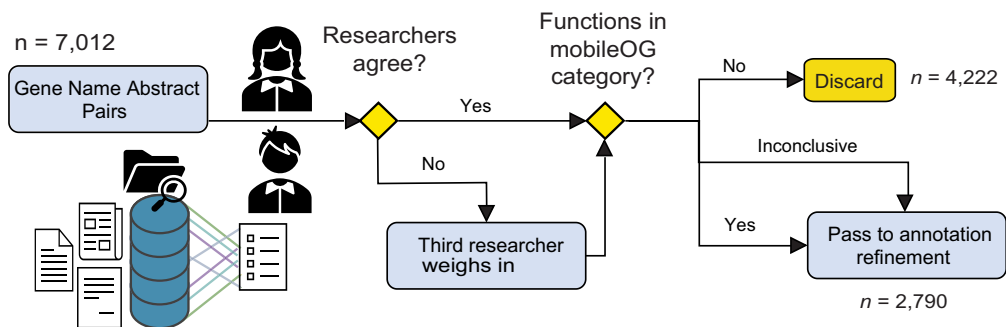 n = 7,012
Gene Name Abstract
Pairs
Researchers
agree?
Yes
No
Third researcher
weighs in
Functions in
mobileOG
category?
No
Discard
n = 4,222
Inconclusive
Yes
Pass to annotation
refinement
n = 2,790